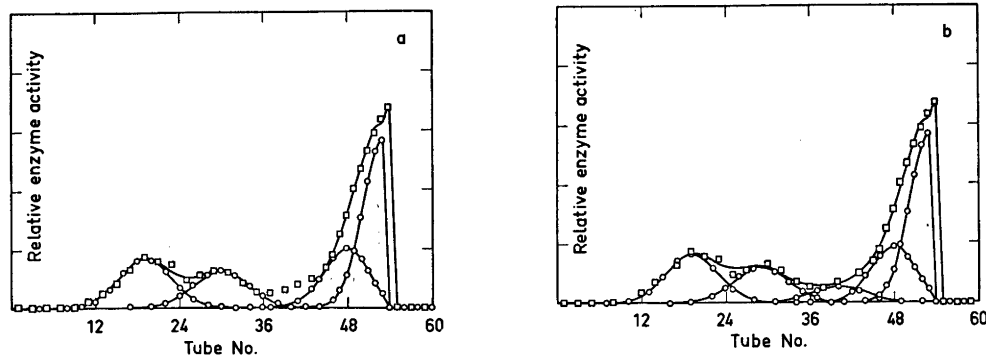 a
Relative enzyme activity
12 24 36 48 60
Tube No.
b
Relative enzyme activity
12 24 36 48 60
Tube No.